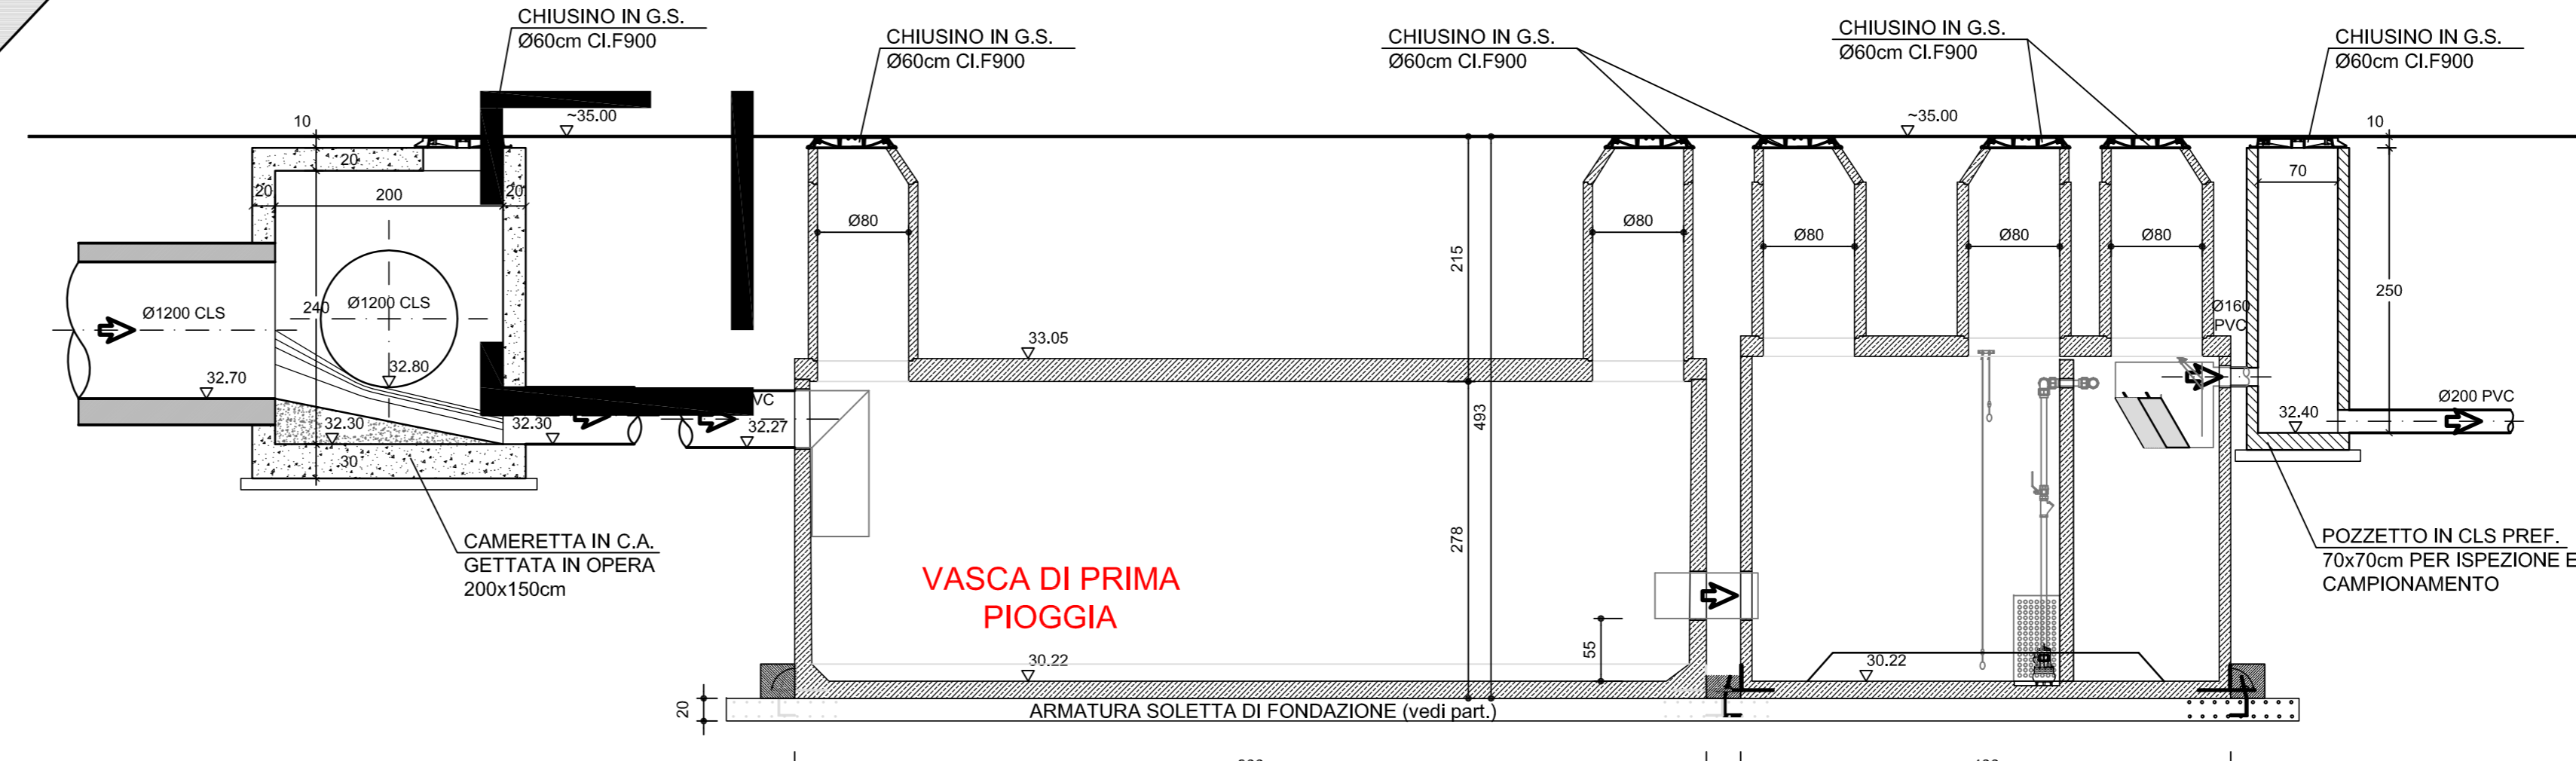 CHIUSINO IN G.S.
Ø60cm Cl.F900
CHIUSINO IN G.S.
Ø60cm Cl.F900
CHIUSINO IN G.S.
Ø60cm Cl.F900
CHIUSINO IN G.S.
Ø60cm Cl.F900
CHIUSINO IN G.S.
Ø60cm Cl.F900
10
~35.00
~35.00
10
20
20
200
20
70
Ø80
Ø80
Ø80
Ø80
Ø80
215
250
Ø1200 CLS
240
Ø1200 CLS
Ø160
PVC
33.05
32.70
32.80
32.30
32.30
VC
32.27
493
32.40
Ø200 PVC
30
278
CAMERETTA IN C.A.
GETTATA IN OPERA
200x150cm
VASCA DI PRIMA
PIOGGIA
POZZETTO IN CLS PREF.
70x70cm PER ISPEZIONE E
CAMPIONAMENTO
55
30.22
30.22
20
ARMATURA SOLETTA DI FONDAZIONE (vedi part.)